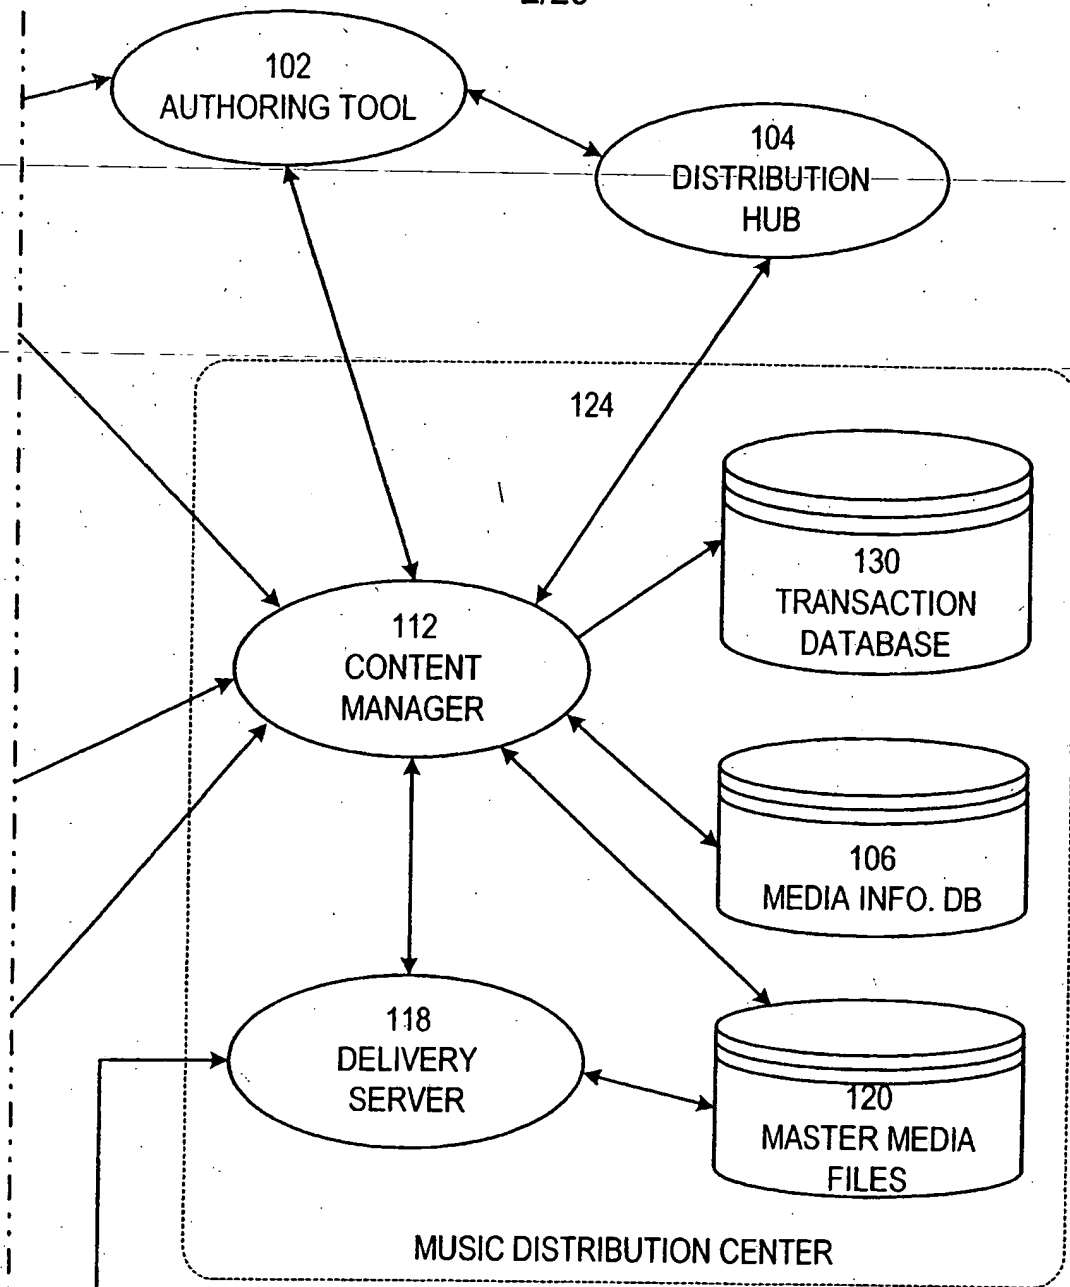 102
AUTHORING TOOL
104
DISTRIBUTION
HUB
124
130
TRANSACTION
DATABASE
112
CONTENT
MANAGER
106
MEDIA INFO. DB
118
DELIVERY
SERVER
120
MASTER MEDIA
FILES
MUSIC DISTRIBUTION CENTER